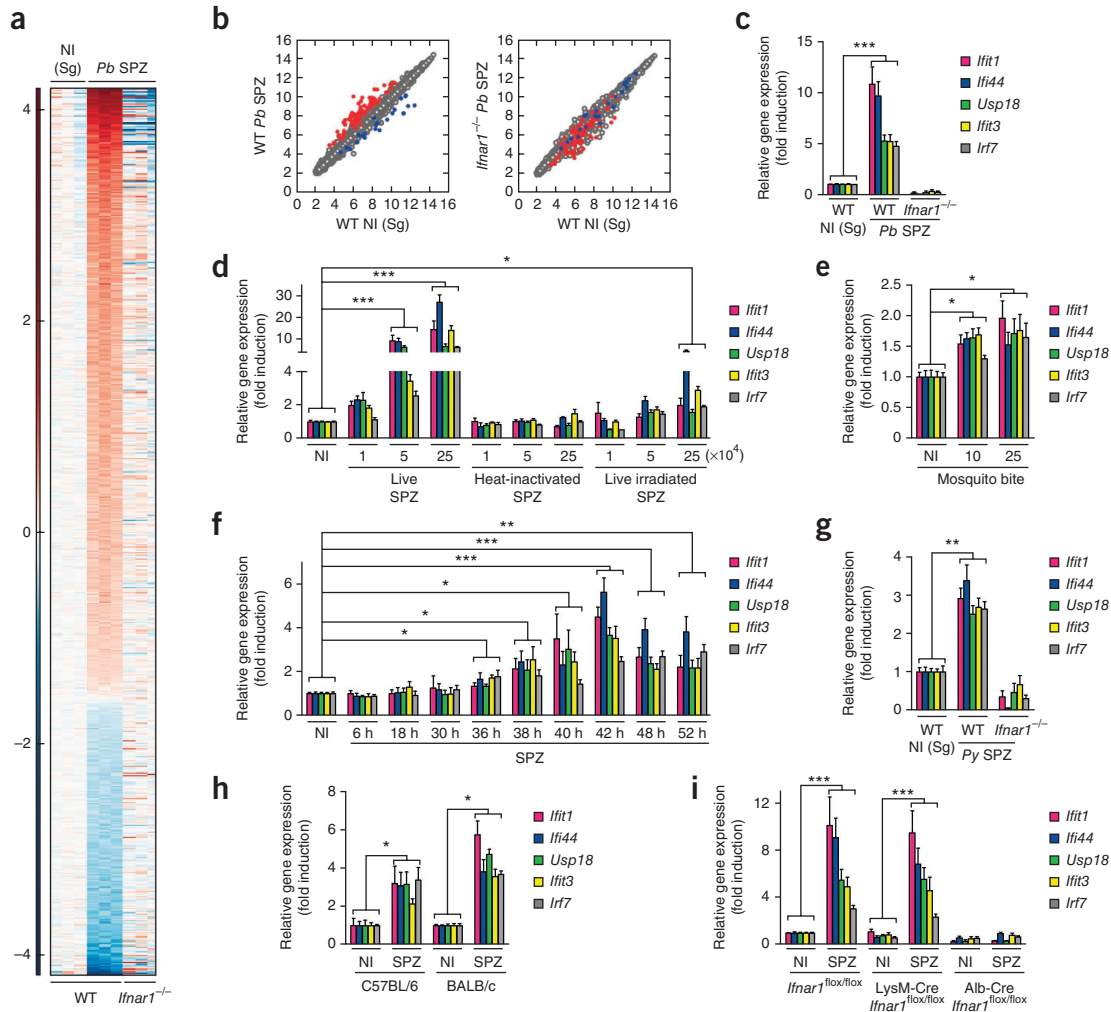 a
NI
(Sg)
Pb SPZ
4
2
0
−2
−4
WT
Ifnar1−/−
b
WT Pb SPZ
16
14
12
10
8
6
4
2
0
0 2 4 6 8 10 12 14 16
WT NI (Sg)
Ifnar1−/− Pb SPZ
16
14
12
10
8
6
4
2
0
0 2 4 6 8 10 12 14 16
WT NI (Sg)
c
Relative gene expression
(fold induction)
15
10
5
0
***
Ifit1
Ifi44
Usp18
Ifit3
Irf7
WT
NI (Sg)
WT
Ifnar1−/−
Pb SPZ
d
Relative gene expression
(fold induction)
30
20
10
4
2
0
*
***
***
Ifit1
Ifi44
Usp18
Ifit3
Irf7
NI 1 5 25 1 5 25 1 5 25 (×10⁴)
Live
SPZ
Heat-inactivated
SPZ
Live irradiated
SPZ
e
Relative gene expression
(fold induction)
2.5
2.0
1.5
1.0
0.5
0
*
*
Ifit1
Ifi44
Usp18
Ifit3
Irf7
NI 10 25
Mosquito bite
f
Relative gene expression
(fold induction)
6
4
2
0
**
***
***
*
*
*
Ifit1
Ifi44
Usp18
Ifit3
Irf7
NI 6 h 18 h 30 h 36 h 38 h 40 h 42 h 48 h 52 h
SPZ
g
Relative gene expression
(fold induction)
4
3
2
1
0
**
Ifit1
Ifi44
Usp18
Ifit3
Irf7
WT
NI (Sg)
WT
Ifnar1−/−
Py SPZ
h
Relative gene expression
(fold induction)
8
6
4
2
0
*
*
Ifit1
Ifi44
Usp18
Ifit3
Irf7
NI SPZ NI SPZ
C57BL/6 BALB/c
i
Relative gene expression
(fold induction)
12
8
4
0
***
***
Ifit1
Ifi44
Usp18
Ifit3
Irf7
NI SPZ NI SPZ NI SPZ
Ifnar1flox/flox
LysM-Cre
Ifnar1flox/flox
Alb-Cre
Ifnar1flox/flox